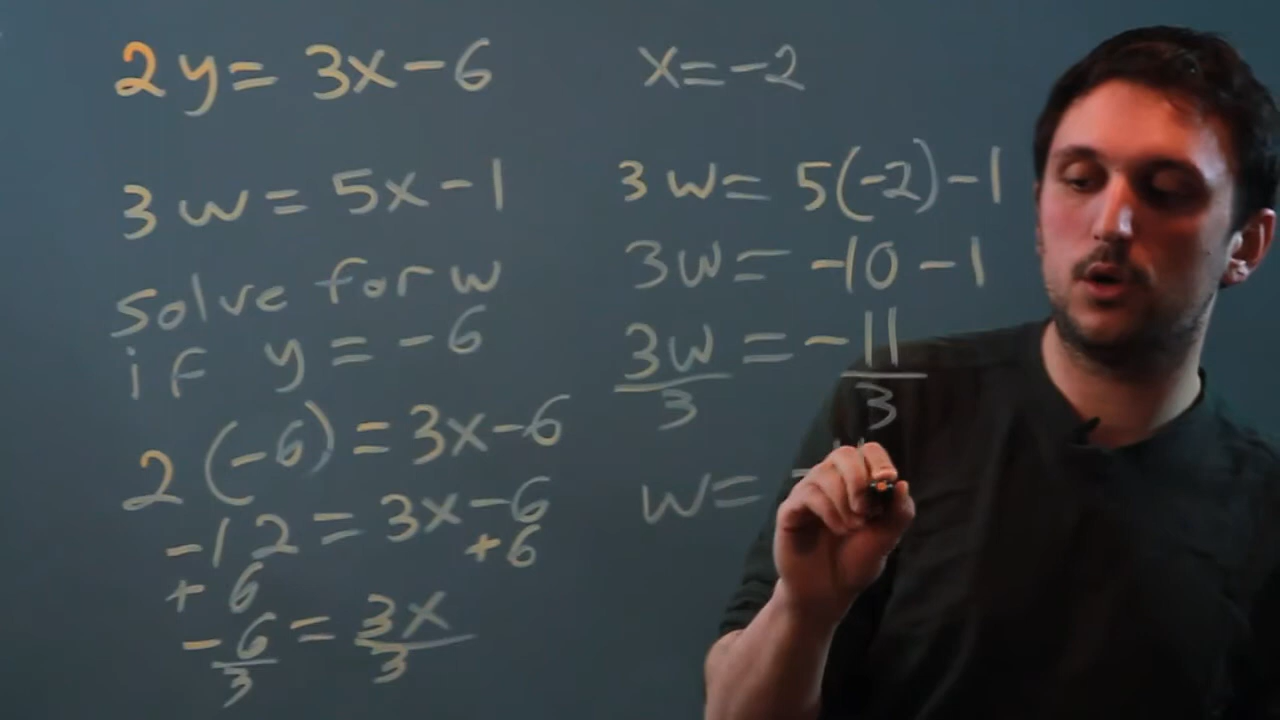 2y = 3x - 6
3w = 5x - 1
solve for w
if y = -6
2(-6) = 3x - 6
-12 = 3x - 6
+ 6 + 6
-6 = 3x
3 3
x = -2
3w = 5(-2) - 1
3w = -10 - 1
3w = -11
3 3
w =